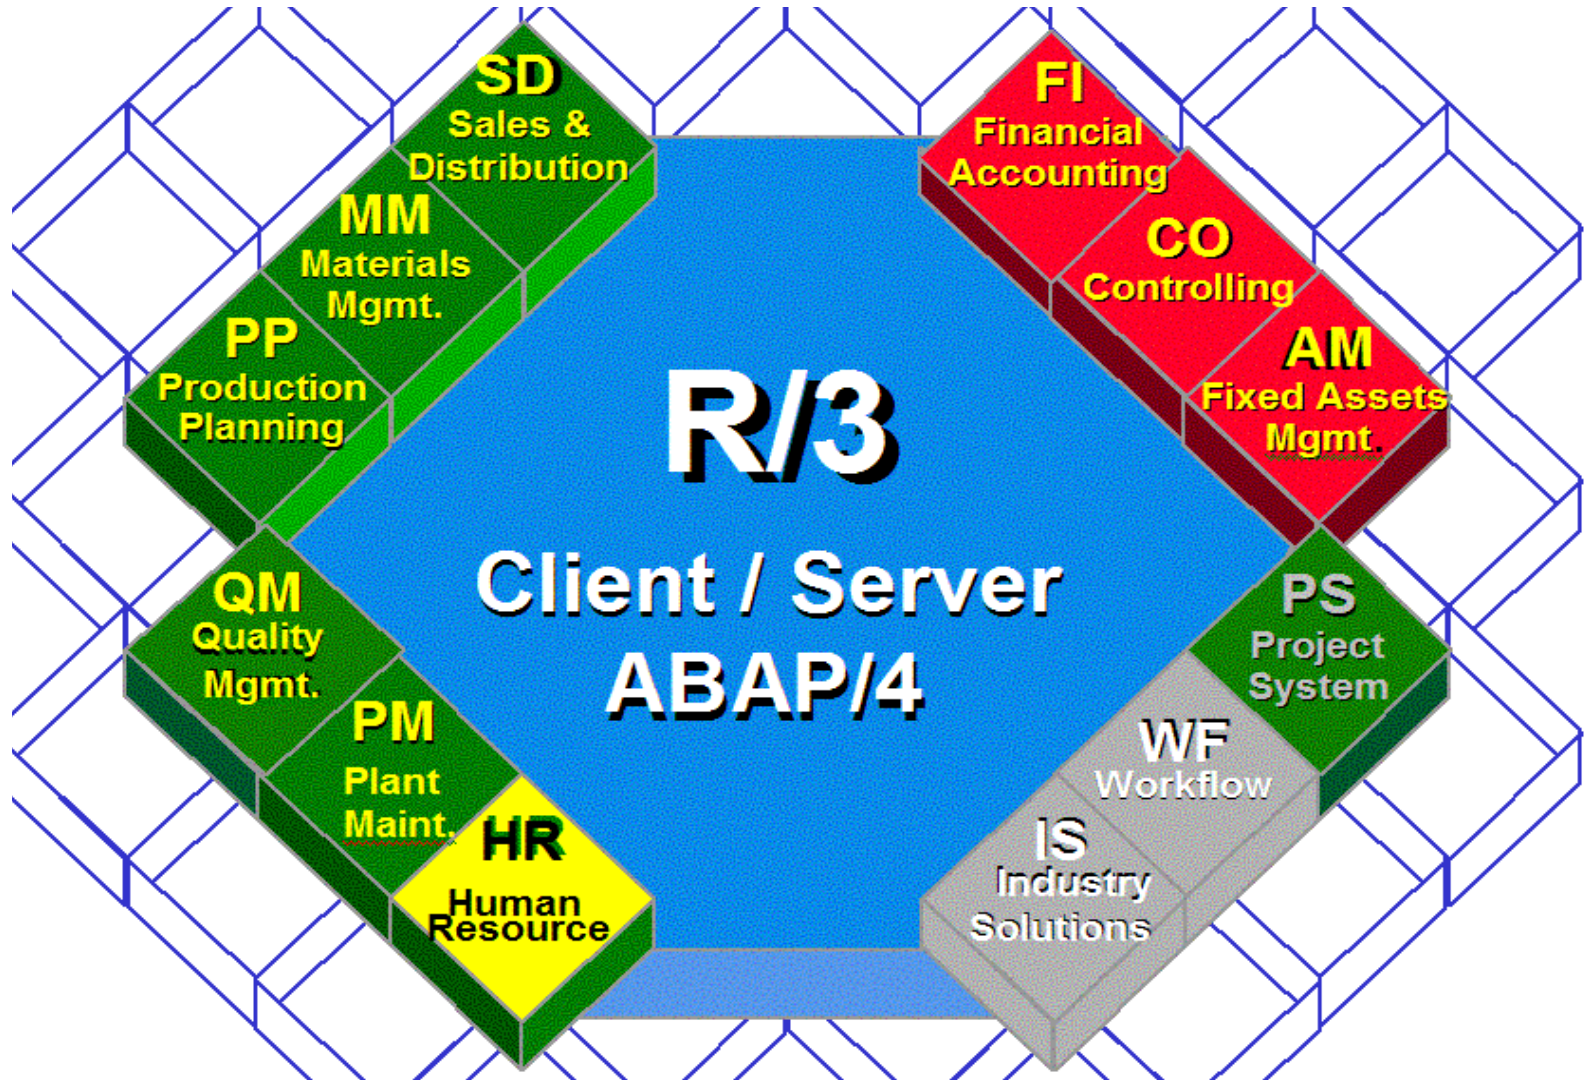 SD
Sales &
Distribution
MM
Materials
Mgmt.
PP
Production
Planning
FI
Financial
Accounting
CO
Controlling
AM
Fixed Assets
Mgmt.
R/3
Client / Server
ABAP/4
QM
Quality
Mgmt.
PM
Plant
Maint.
HR
Human
Resource
PS
Project
System
WF
Workflow
IS
Industry
Solutions